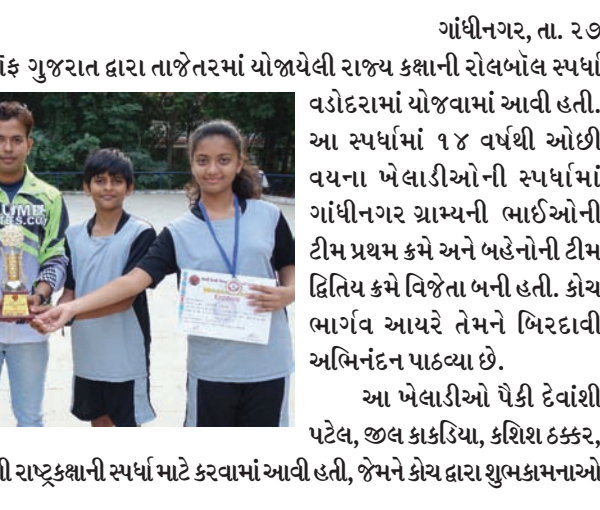 ગાંધીનગર, તા. ૨૭
ગુજરાત દ્વારા તાજેતરમાં યોજાયેલી રાજ્ય કક્ષાની રોલબૉલ સ્પર્ધા
વડોદરામાં યોજવામાં આવી હતી.
આ સ્પર્ધામાં ૧૪ વર્ષથી ઓછી
વયના ખેલાડીઓની સ્પર્ધામાં
ગાંધીનગર ગ્રામ્યની ભાઈઓની
ટીમ પ્રથમ ક્રમે અને બહેનોની ટીમ
દ્વિતિય ક્રમે વિજેતા બની હતી. કોચ
ભાર્ગવ આયરે તેમને બિરદાવી
અભિનંદન પાઠવ્યા છે.
આ ખેલાડીઓ પૈકી દેવાંશી
પટેલ, જીલ કાકડિયા, કશિશ ઠક્કર,
રાષ્ટ્રકક્ષાની સ્પર્ધા માટે કરવામાં આવી હતી, જેમને કોચ દ્વારા શુભકામનાઓ